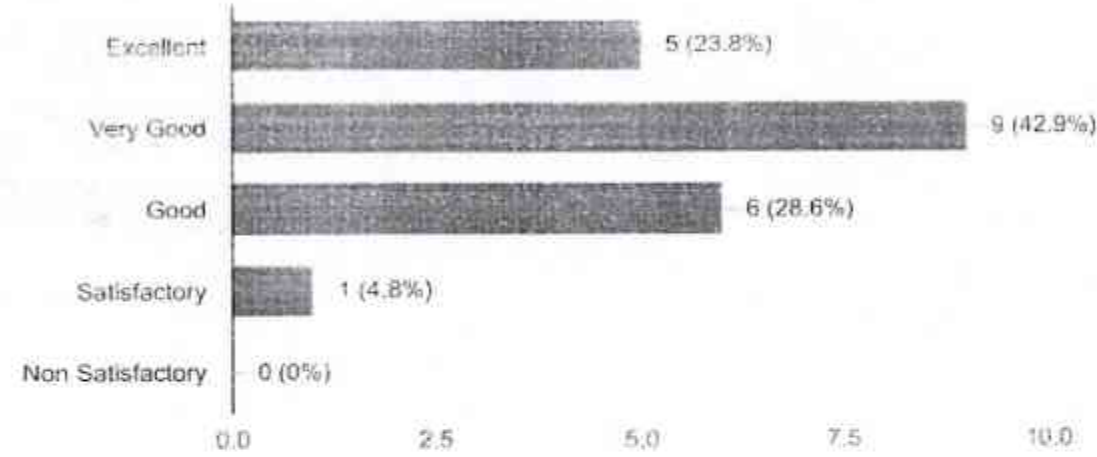 Excellent 5 (23.8%)
Very Good 9 (42.9%)
Good 6 (28.6%)
Satisfactory 1 (4.8%)
Non Satisfactory 0 (0%)
0.0 2.5 5.0 7.5 10.0